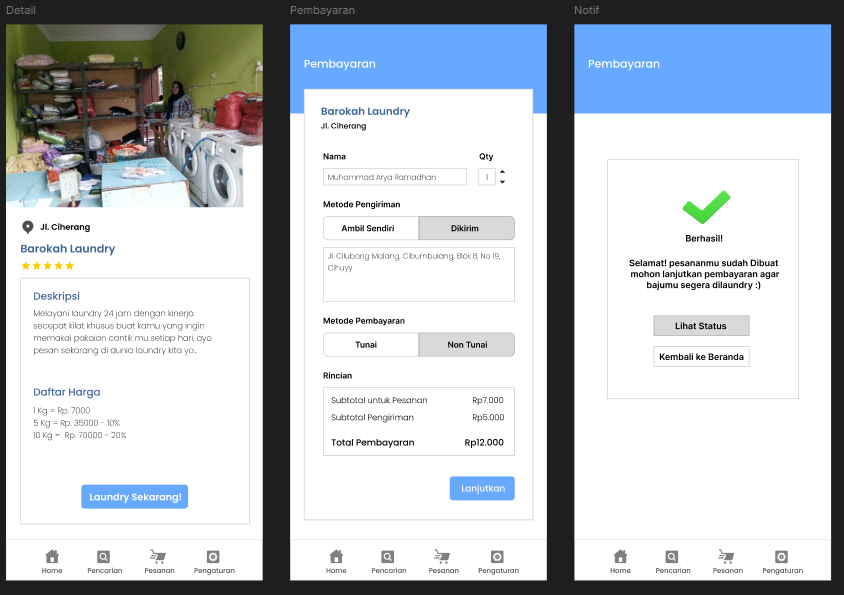 Detail
Jl. Ciherang
Barokah Laundry
Deskripsi
Melayani laundry 24 jam dengan kinerja
secepat kilat khusus buat kamu yang ingin
memakai pakaian cantik mu setiap hari, ayo
pesan sekarang di dunia laundry kita yo..
Daftar Harga
1 Kg = Rp. 7000
5 Kg = Rp. 35000 - 10%
10 Kg = Rp. 70000 - 20%
Laundry Sekarang!
Home Pencarian Pesanan Pengaturan
Pembayaran
Pembayaran
Barokah Laundry
Jl. Ciherang
Nama Qty
Muhammad Arya Ramadhan 1
Metode Pengiriman
Ambil Sendiri Dikirim
Jl. Cilubang Malang, Cibumbulang, Blok B, No 19,
Cihuyy
Metode Pembayaran
Tunai Non Tunai
Rincian
Subtotal untuk Pesanan Rp7.000
Subtotal Pengiriman Rp5.000
Total Pembayaran Rp12.000
Lanjutkan
Home Pencarian Pesanan Pengaturan
Notif
Pembayaran
Berhasil!
Selamat! pesananmu sudah Dibuat
mohon lanjutkan pembayaran agar
bajumu segera dilaundry :)
Lihat Status
Kembali ke Beranda
Home Pencarian Pesanan Pengaturan